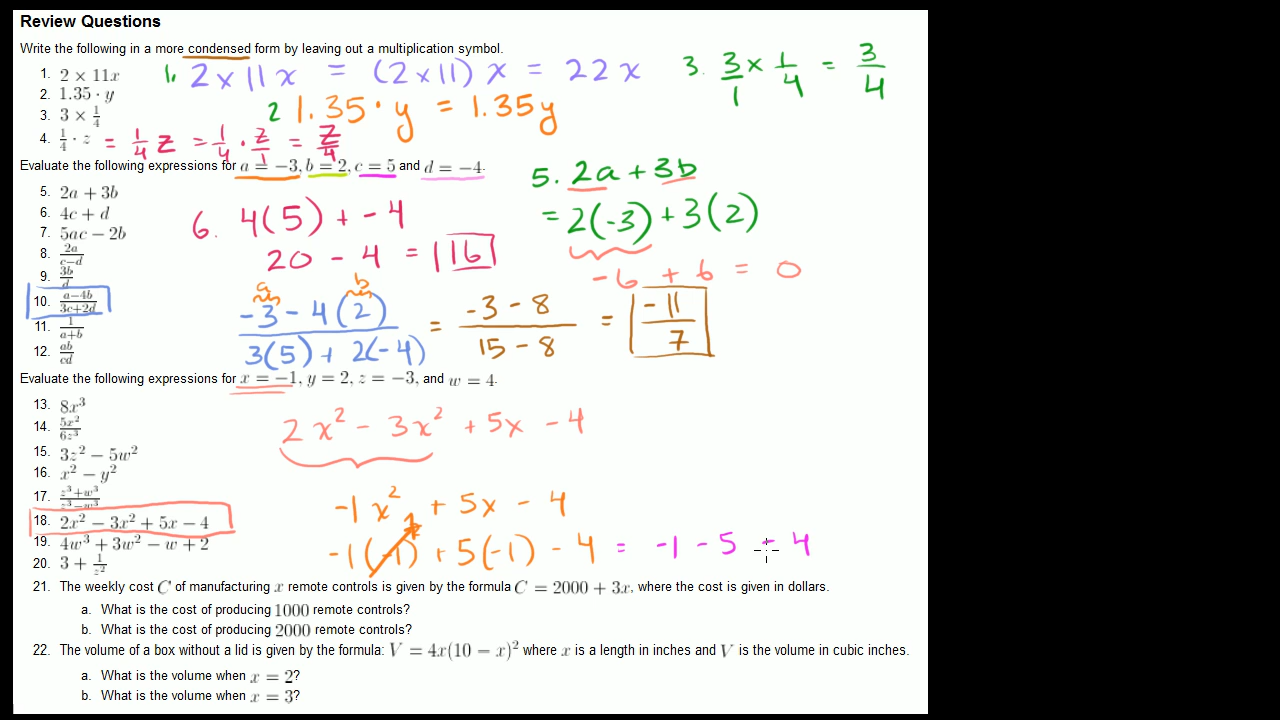 Review Questions
Write the following in a more condensed form by leaving out a multiplication symbol.
1. 2 × 11x
1. 2 x 11 x = (2 x 11) x = 22 x
3. 3/1 x 1/4 = 3/4
2. 1.35 · y
2 1.35 · y = 1.35y
3. 3 × 1/4
4. 1/4 · z = 1/4 z = 1/4 · z/1 = z/4
Evaluate the following expressions for a = −3, b = 2, c = 5 and d = −4.
5. 2a + 3b
5. 2a + 3b
= 2(-3) + 3(2)
-6 + 6 = 0
6. 4c + d
6. 4(5) + -4
20 - 4 = 16
7. 5ac − 2b
8. 2a/(c−d)
9. 3b/d
10. (a−4b)/(3c+2d)
a b
(-3 - 4(2))/(3(5) + 2(-4)) = (-3 - 8)/(15 - 8) = -11/7
11. 1/(a+b)
12. ab/cd
Evaluate the following expressions for x = −1, y = 2, z = −3, and w = 4.
13. 8x³
14. 5x²/6z³
2x² - 3x² + 5x - 4
15. 3z² − 5w²
16. x² − y²
17. (z³+w³)/(z³−w³)
-1x² + 5x - 4
18. 2x² − 3x² + 5x − 4
19. 4w³ + 3w² − w + 2
-1(-1) + 5(-1) - 4 = -1 - 5 - 4
20. 3 + 1/z²
21. The weekly cost C of manufacturing x remote controls is given by the formula C = 2000 + 3x, where the cost is given in dollars.
a. What is the cost of producing 1000 remote controls?
b. What is the cost of producing 2000 remote controls?
22. The volume of a box without a lid is given by the formula: V = 4x(10 − x)² where x is a length in inches and V is the volume in cubic inches.
a. What is the volume when x = 2?
b. What is the volume when x = 3?